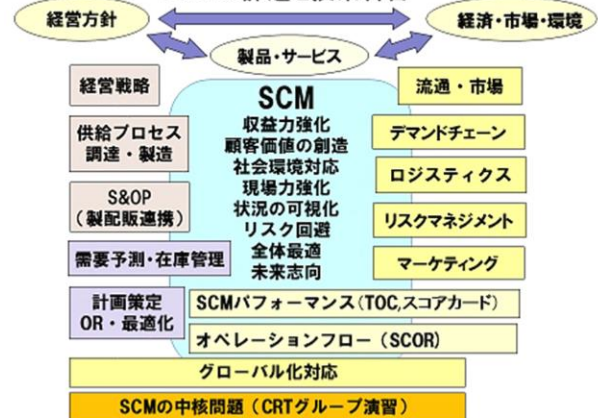 経営方針
経済・市場・環境
製品・サービス
経営戦略
流通・市場
SCM
収益力強化
顧客価値の創造
社会環境対応
現場力強化
状況の可視化
リスク回避
全体最適
未来志向
供給プロセス
調達・製造
デマンドチェーン
ロジスティクス
S&OP
(製配販連携)
リスクマネジメント
需要予測・在庫管理
マーケティング
計画策定
OR・最適化
SCMパフォーマンス(TOC,スコアカード)
オペレーションフロー(SCOR)
グローバル化対応
SCMの中核問題(CRTグループ演習)